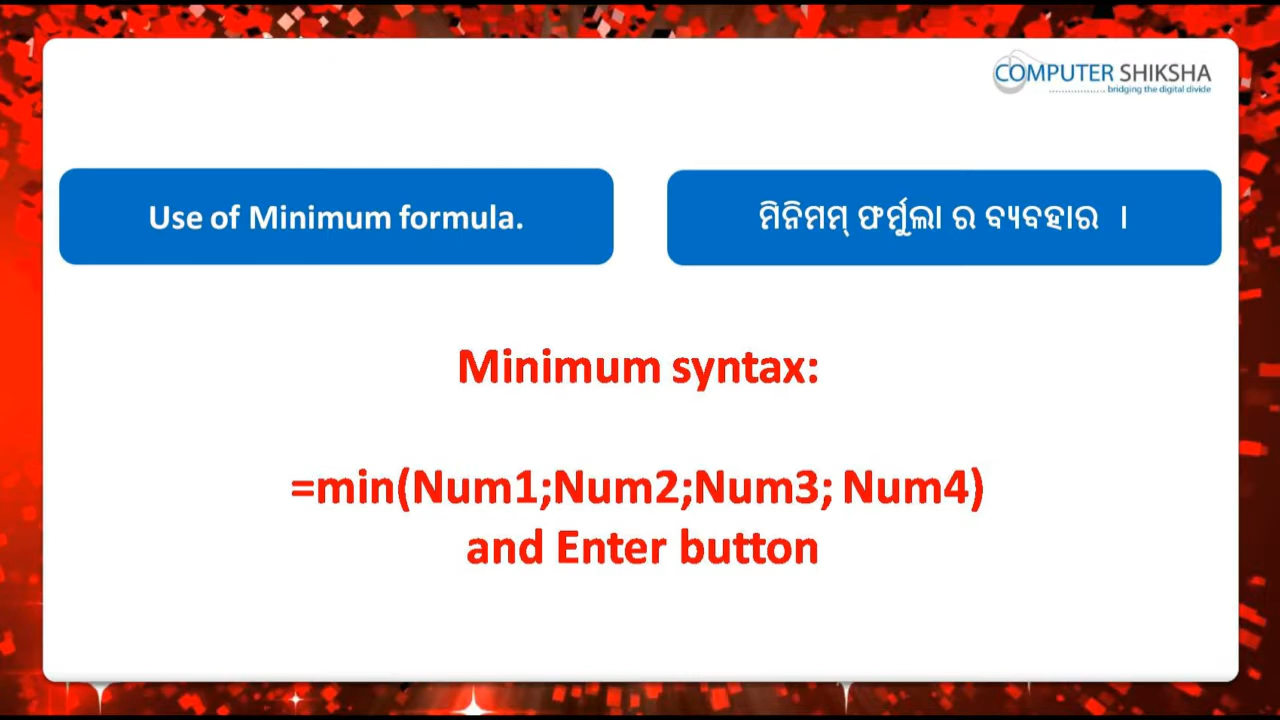 COMPUTER SHIKSHA
bridging the digital divide
Use of Minimum formula.
ମିନିମମ୍ ଫର୍ମୁଲା ର ବ୍ୟବହାର ।
Minimum syntax:
=min(Num1;Num2;Num3; Num4)
and Enter button